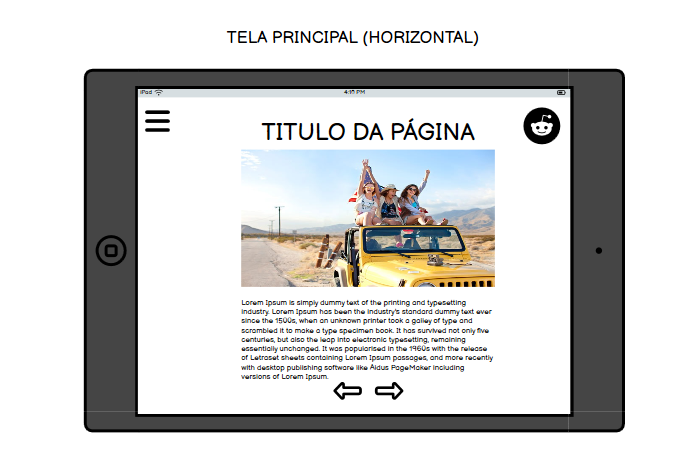 TELA PRINCIPAL (HORIZONTAL)
iPad 4:19 PM
TITULO DA PÁGINA
Lorem Ipsum is simply dummy text of the printing and typesetting
industry. Lorem Ipsum has been the industry's standard dummy text ever
since the 1500s, when an unknown printer took a galley of type and
scrambled it to make a type specimen book. It has survived not only five
centuries, but also the leap into electronic typesetting, remaining
essentially unchanged. It was popularised in the 1960s with the release
of Letraset sheets containing Lorem Ipsum passages, and more recently
with desktop publishing software like Aldus PageMaker including
versions of Lorem Ipsum.